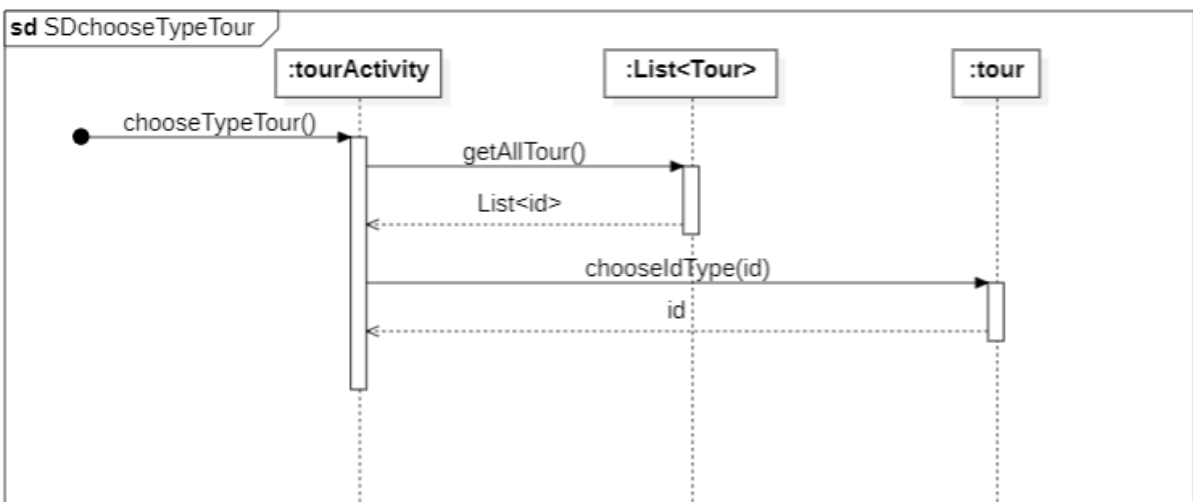 sd SDchooseTypeTour
:tourActivity
:List<Tour>
:tour
chooseTypeTour()
getAllTour()
List<id>
chooseIdType(id)
id